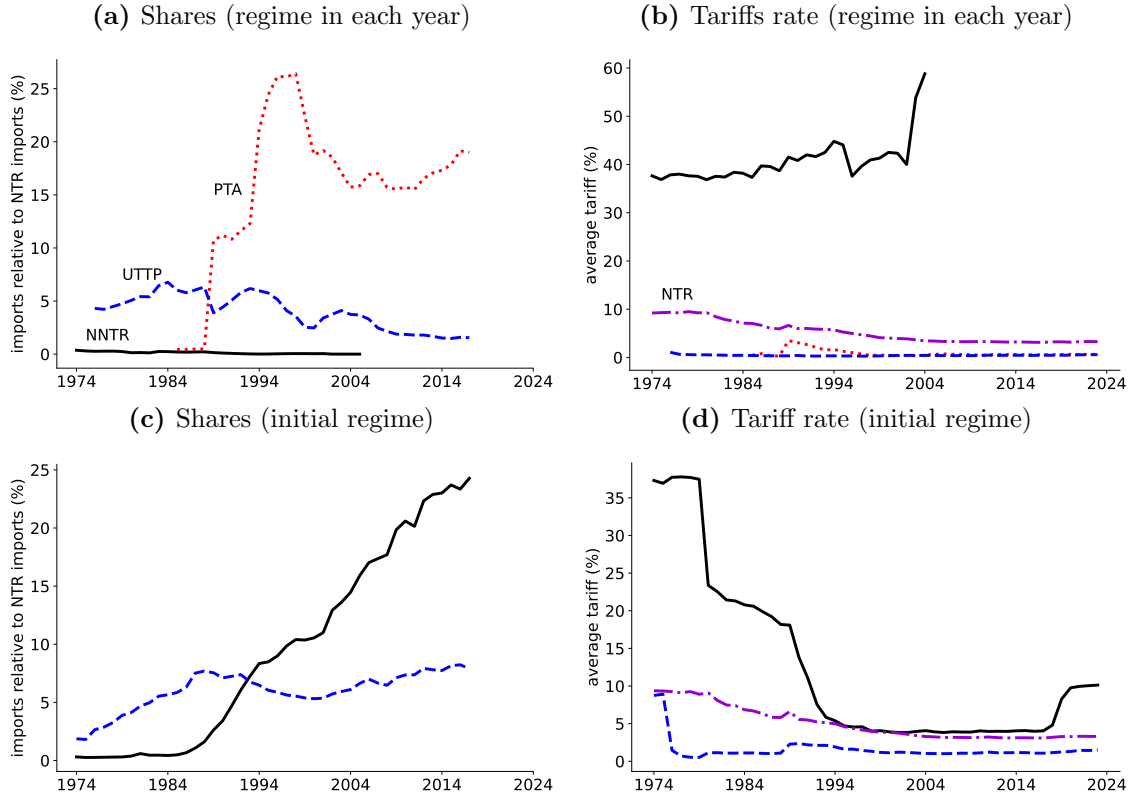 (a) Shares (regime in each year)
imports relative to NTR imports (%)
25
20
15
10
5
0
PTA
UTTP
NNTR
1974 1984 1994 2004 2014 2024
(b) Tariffs rate (regime in each year)
average tariff (%)
60
50
40
30
20
10
0
NTR
1974 1984 1994 2004 2014 2024
(c) Shares (initial regime)
imports relative to NTR imports (%)
25
20
15
10
5
0
1974 1984 1994 2004 2014 2024
(d) Tariff rate (initial regime)
average tariff (%)
35
30
25
20
15
10
5
0
1974 1984 1994 2004 2014 2024